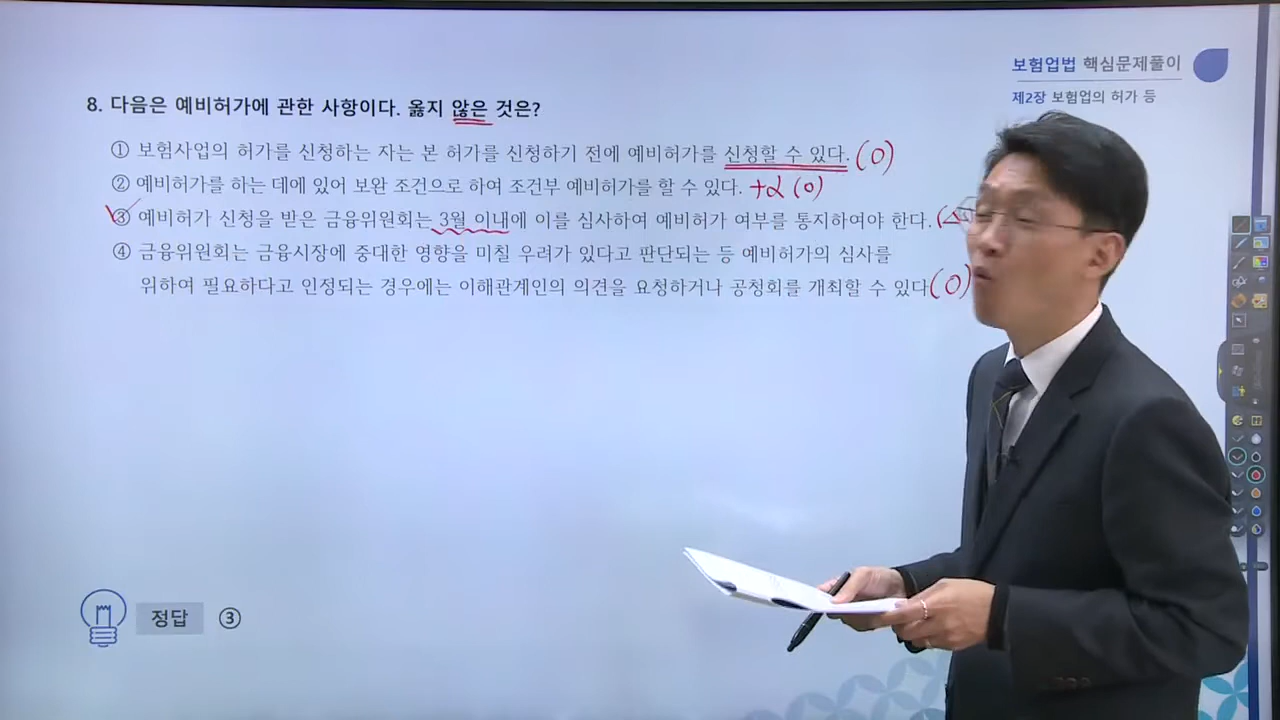 보험업법 핵심문제풀이
제2장 보험업의 허가 등
8. 다음은 예비허가에 관한 사항이다. 옳지 않은 것은?
① 보험사업의 허가를 신청하는 자는 본 허가를 신청하기 전에 예비허가를 신청할 수 있다. (O)
② 예비허가를 하는 데에 있어 보완 조건으로 하여 조건부 예비허가를 할 수 있다. +α (O)
③ 예비허가 신청을 받은 금융위원회는 3월 이내에 이를 심사하여 예비허가 여부를 통지하여야 한다. (△
④ 금융위원회는 금융시장에 중대한 영향을 미칠 우려가 있다고 판단되는 등 예비허가의 심사를
위하여 필요하다고 인정되는 경우에는 이해관계인의 의견을 요청하거나 공청회를 개최할 수 있다 (O)
정답 ③